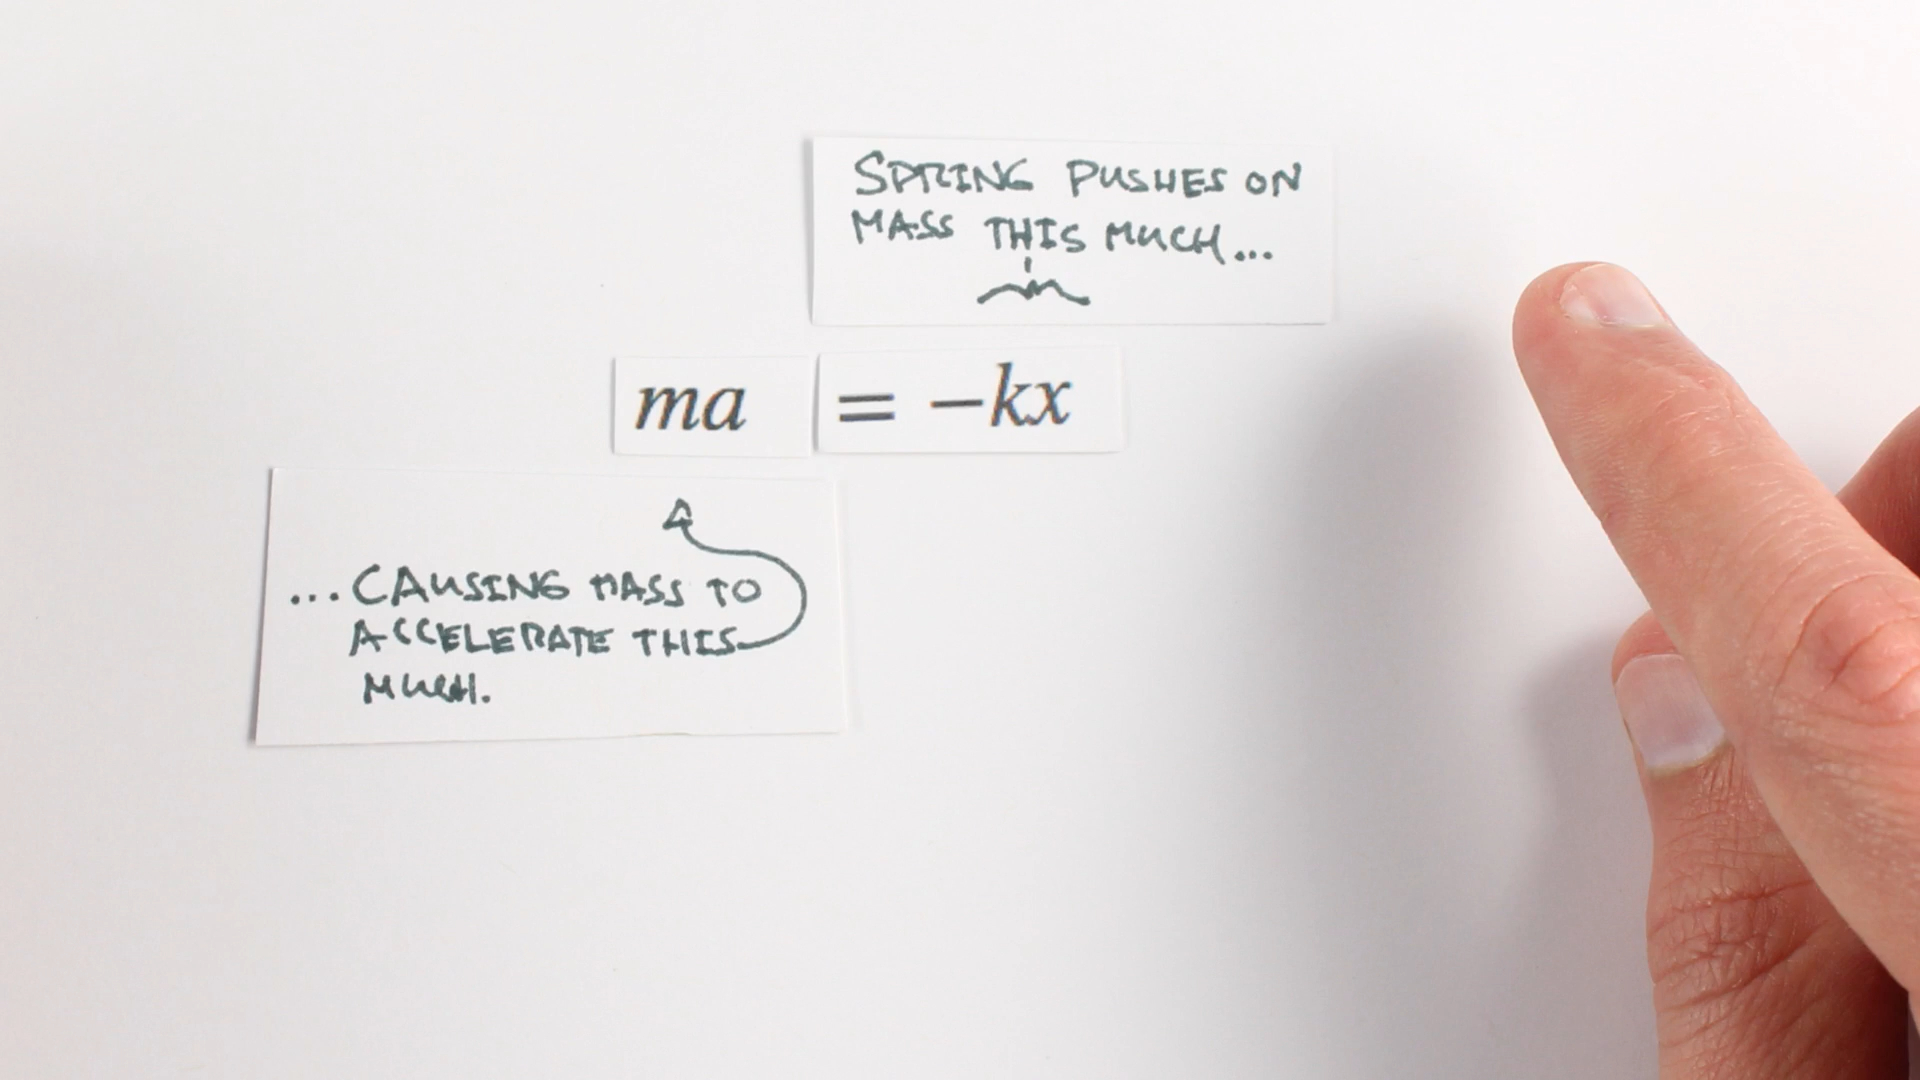 SPRING PUSHES ON
MASS THIS MUCH...
ma = −kx
...CAUSING MASS TO
ACCELERATE THIS
MUCH.